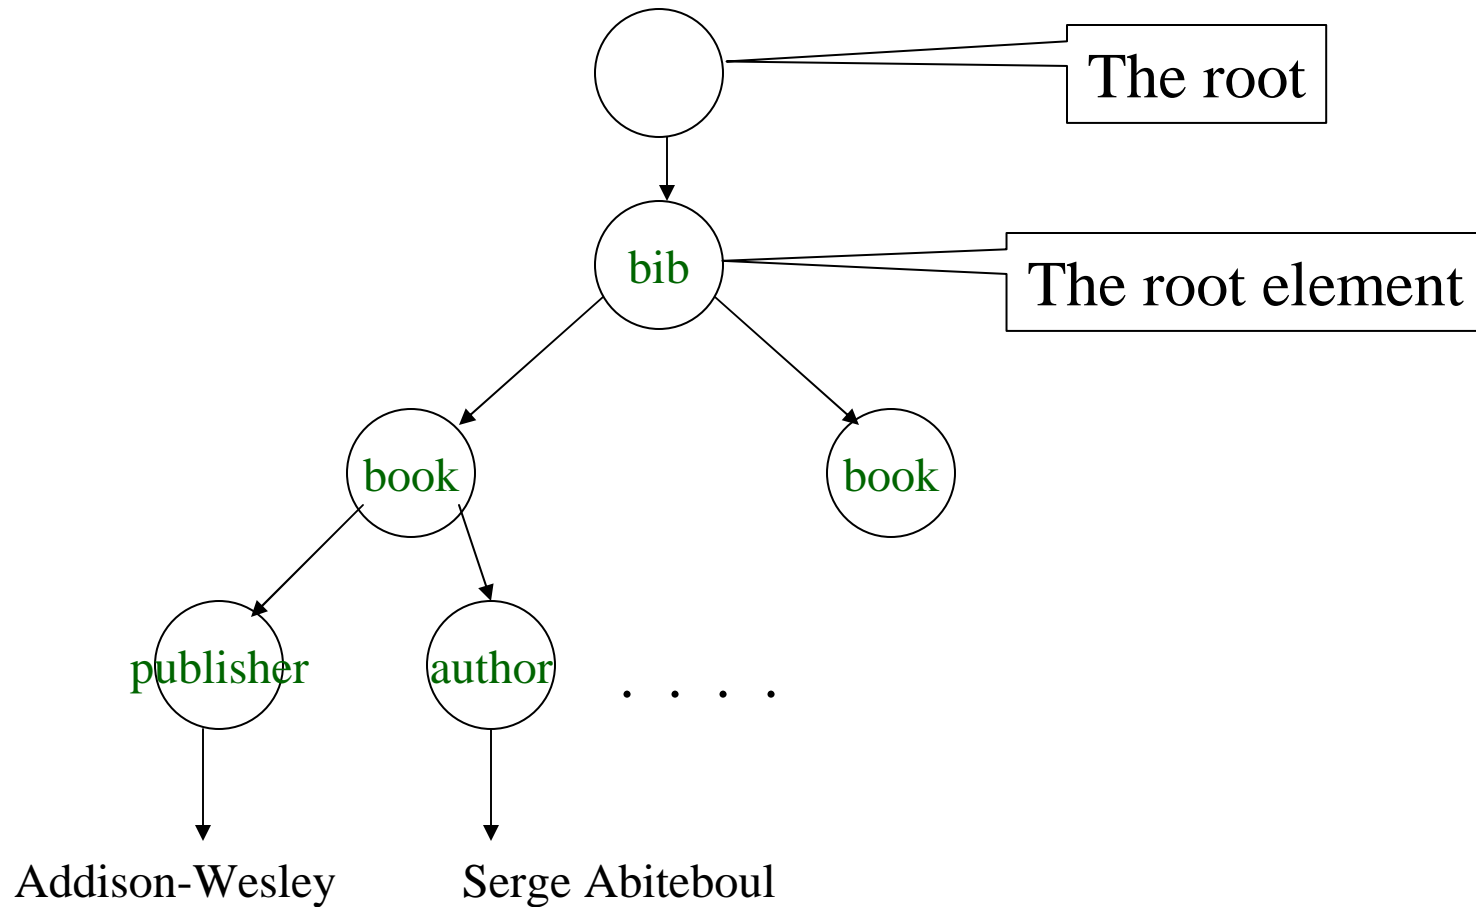 The root
bib
The root element
book
book
publisher
author
. . . .
Addison-Wesley
Serge Abiteboul